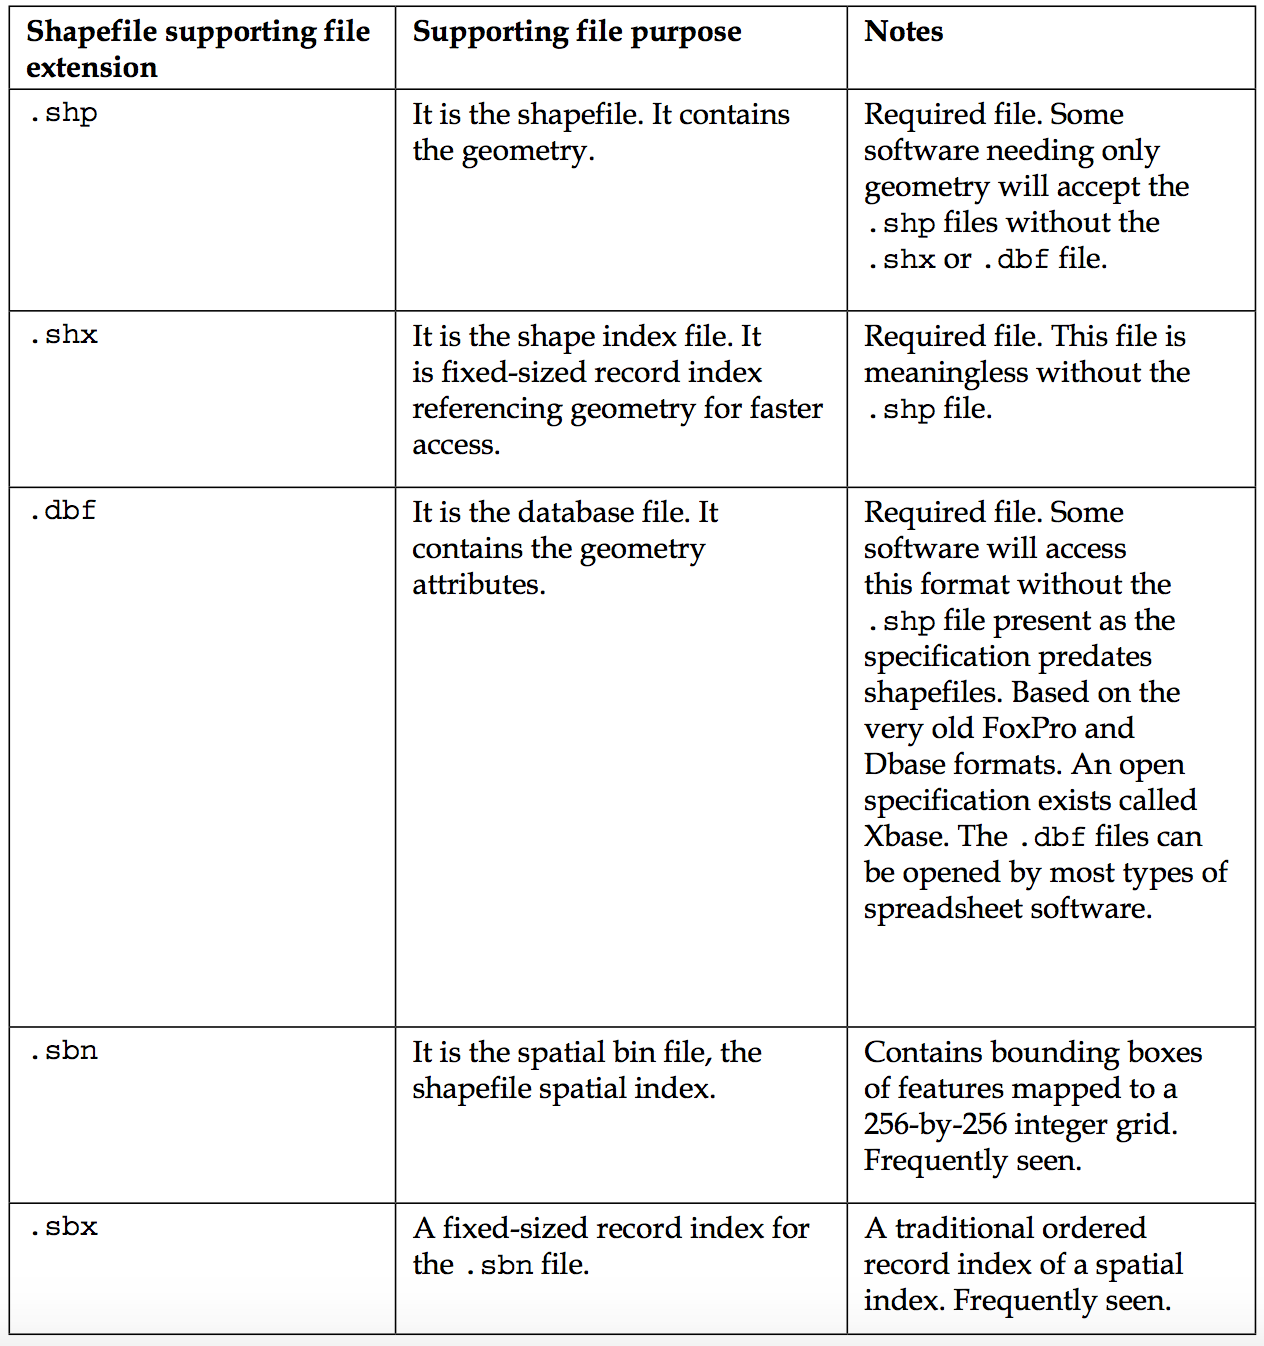 Shapefile supporting file
extension
Supporting file purpose
Notes
.shp
It is the shapefile. It contains
the geometry.
Required file. Some
software needing only
geometry will accept the
.shp files without the
.shx or .dbf file.
.shx
It is the shape index file. It
is fixed-sized record index
referencing geometry for faster
access.
Required file. This file is
meaningless without the
.shp file.
.dbf
It is the database file. It
contains the geometry
attributes.
Required file. Some
software will access
this format without the
.shp file present as the
specification predates
shapefiles. Based on the
very old FoxPro and
Dbase formats. An open
specification exists called
Xbase. The .dbf files can
be opened by most types of
spreadsheet software.
.sbn
It is the spatial bin file, the
shapefile spatial index.
Contains bounding boxes
of features mapped to a
256-by-256 integer grid.
Frequently seen.
.sbx
A fixed-sized record index for
the .sbn file.
A traditional ordered
record index of a spatial
index. Frequently seen.